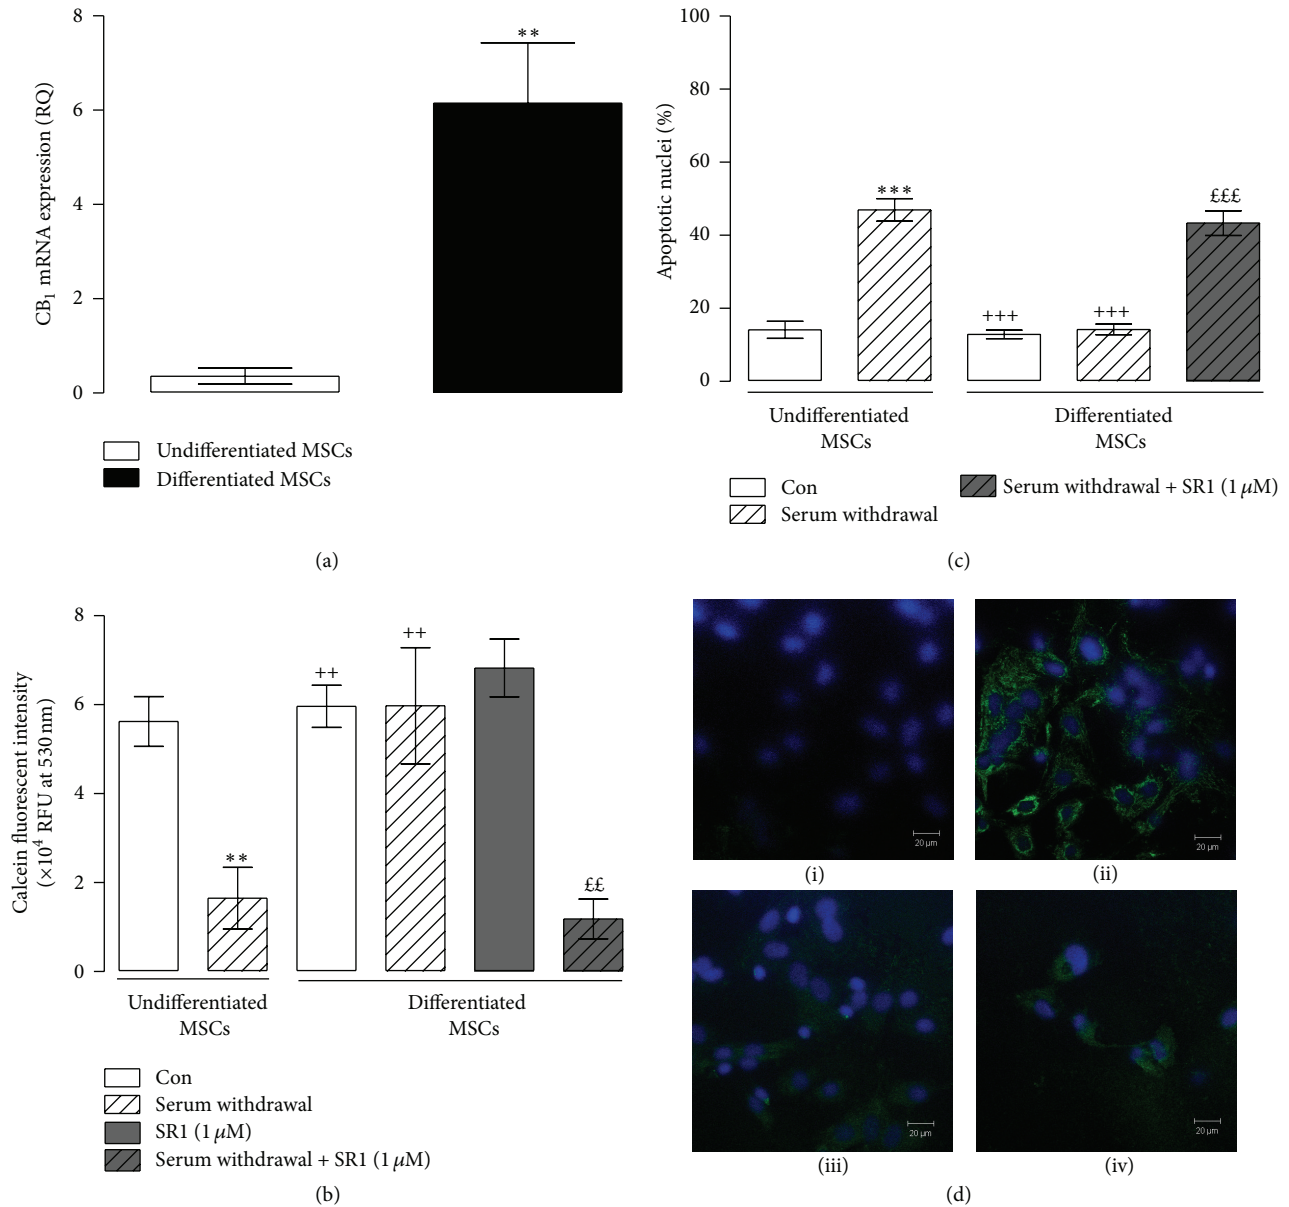 8
6
4
2
0
CB1 mRNA expression (RQ)
**
Undifferentiated MSCs
Differentiated MSCs
(a)
100
80
60
40
20
0
Apoptotic nuclei (%)
***
+++
+++
£££
Undifferentiated
MSCs
Differentiated
MSCs
Con
Serum withdrawal
Serum withdrawal + SR1 (1 μM)
(c)
8
6
4
2
0
Calcein fluorescent intensity
(×10⁴ RFU at 530 nm)
**
++
++
££
Undifferentiated
MSCs
Differentiated
MSCs
Con
Serum withdrawal
SR1 (1 μM)
Serum withdrawal + SR1 (1 μM)
(b)
20 μm
(i)
20 μm
(ii)
20 μm
(iii)
20 μm
(iv)
(d)